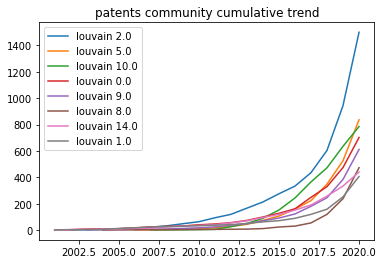 patents community cumulative trend
1400
1200
1000
800
600
400
200
0
louvain 2.0
louvain 5.0
louvain 10.0
louvain 0.0
louvain 9.0
louvain 8.0
louvain 14.0
louvain 1.0
2002.5 2005.0 2007.5 2010.0 2012.5 2015.0 2017.5 2020.0